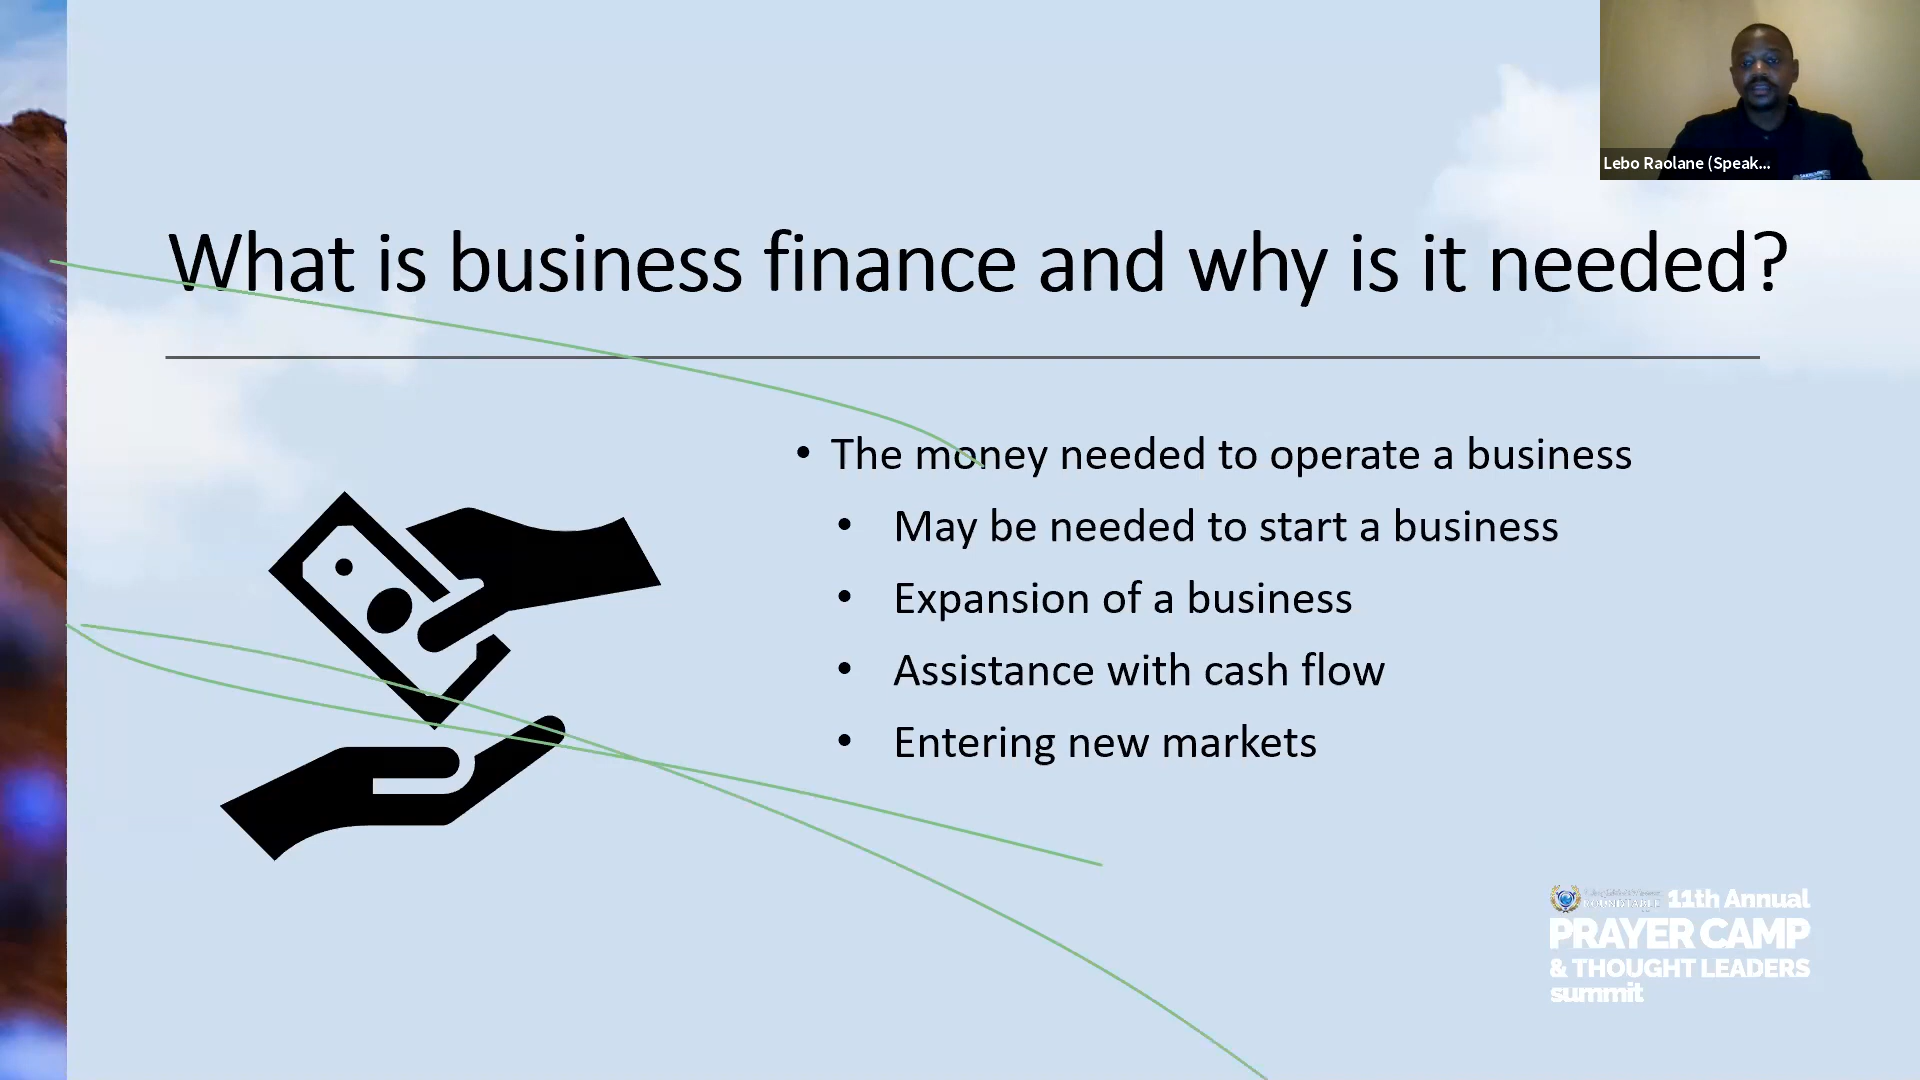 Lebo Raolane (Speak...
What is business finance and why is it needed?
• The money needed to operate a business
• May be needed to start a business
• Expansion of a business
• Assistance with cash flow
• Entering new markets
ROUNDTABLE 11th Annual
PRAYER CAMP
& THOUGHT LEADERS
summit